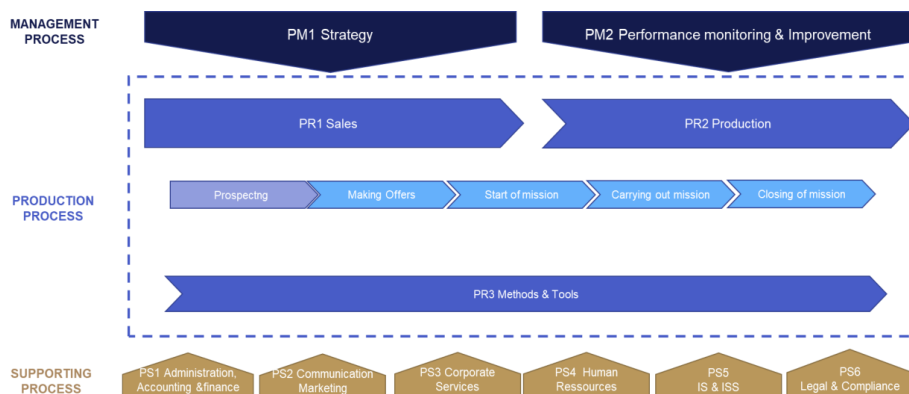 MANAGEMENT
PROCESS
PM1 Strategy
PM2 Performance monitoring & Improvement
PR1 Sales
PR2 Production
PRODUCTION
PROCESS
Prospectng
Making Offers
Start of mission
Carrying out mission
Closing of mission
PR3 Methods & Tools
SUPPORTING
PROCESS
PS1 Administration,
Accounting &finance
PS2 Communication
Marketing
PS3 Corporate
Services
PS4 Human
Ressources
PS5
IS & ISS
PS6
Legal & Compliance